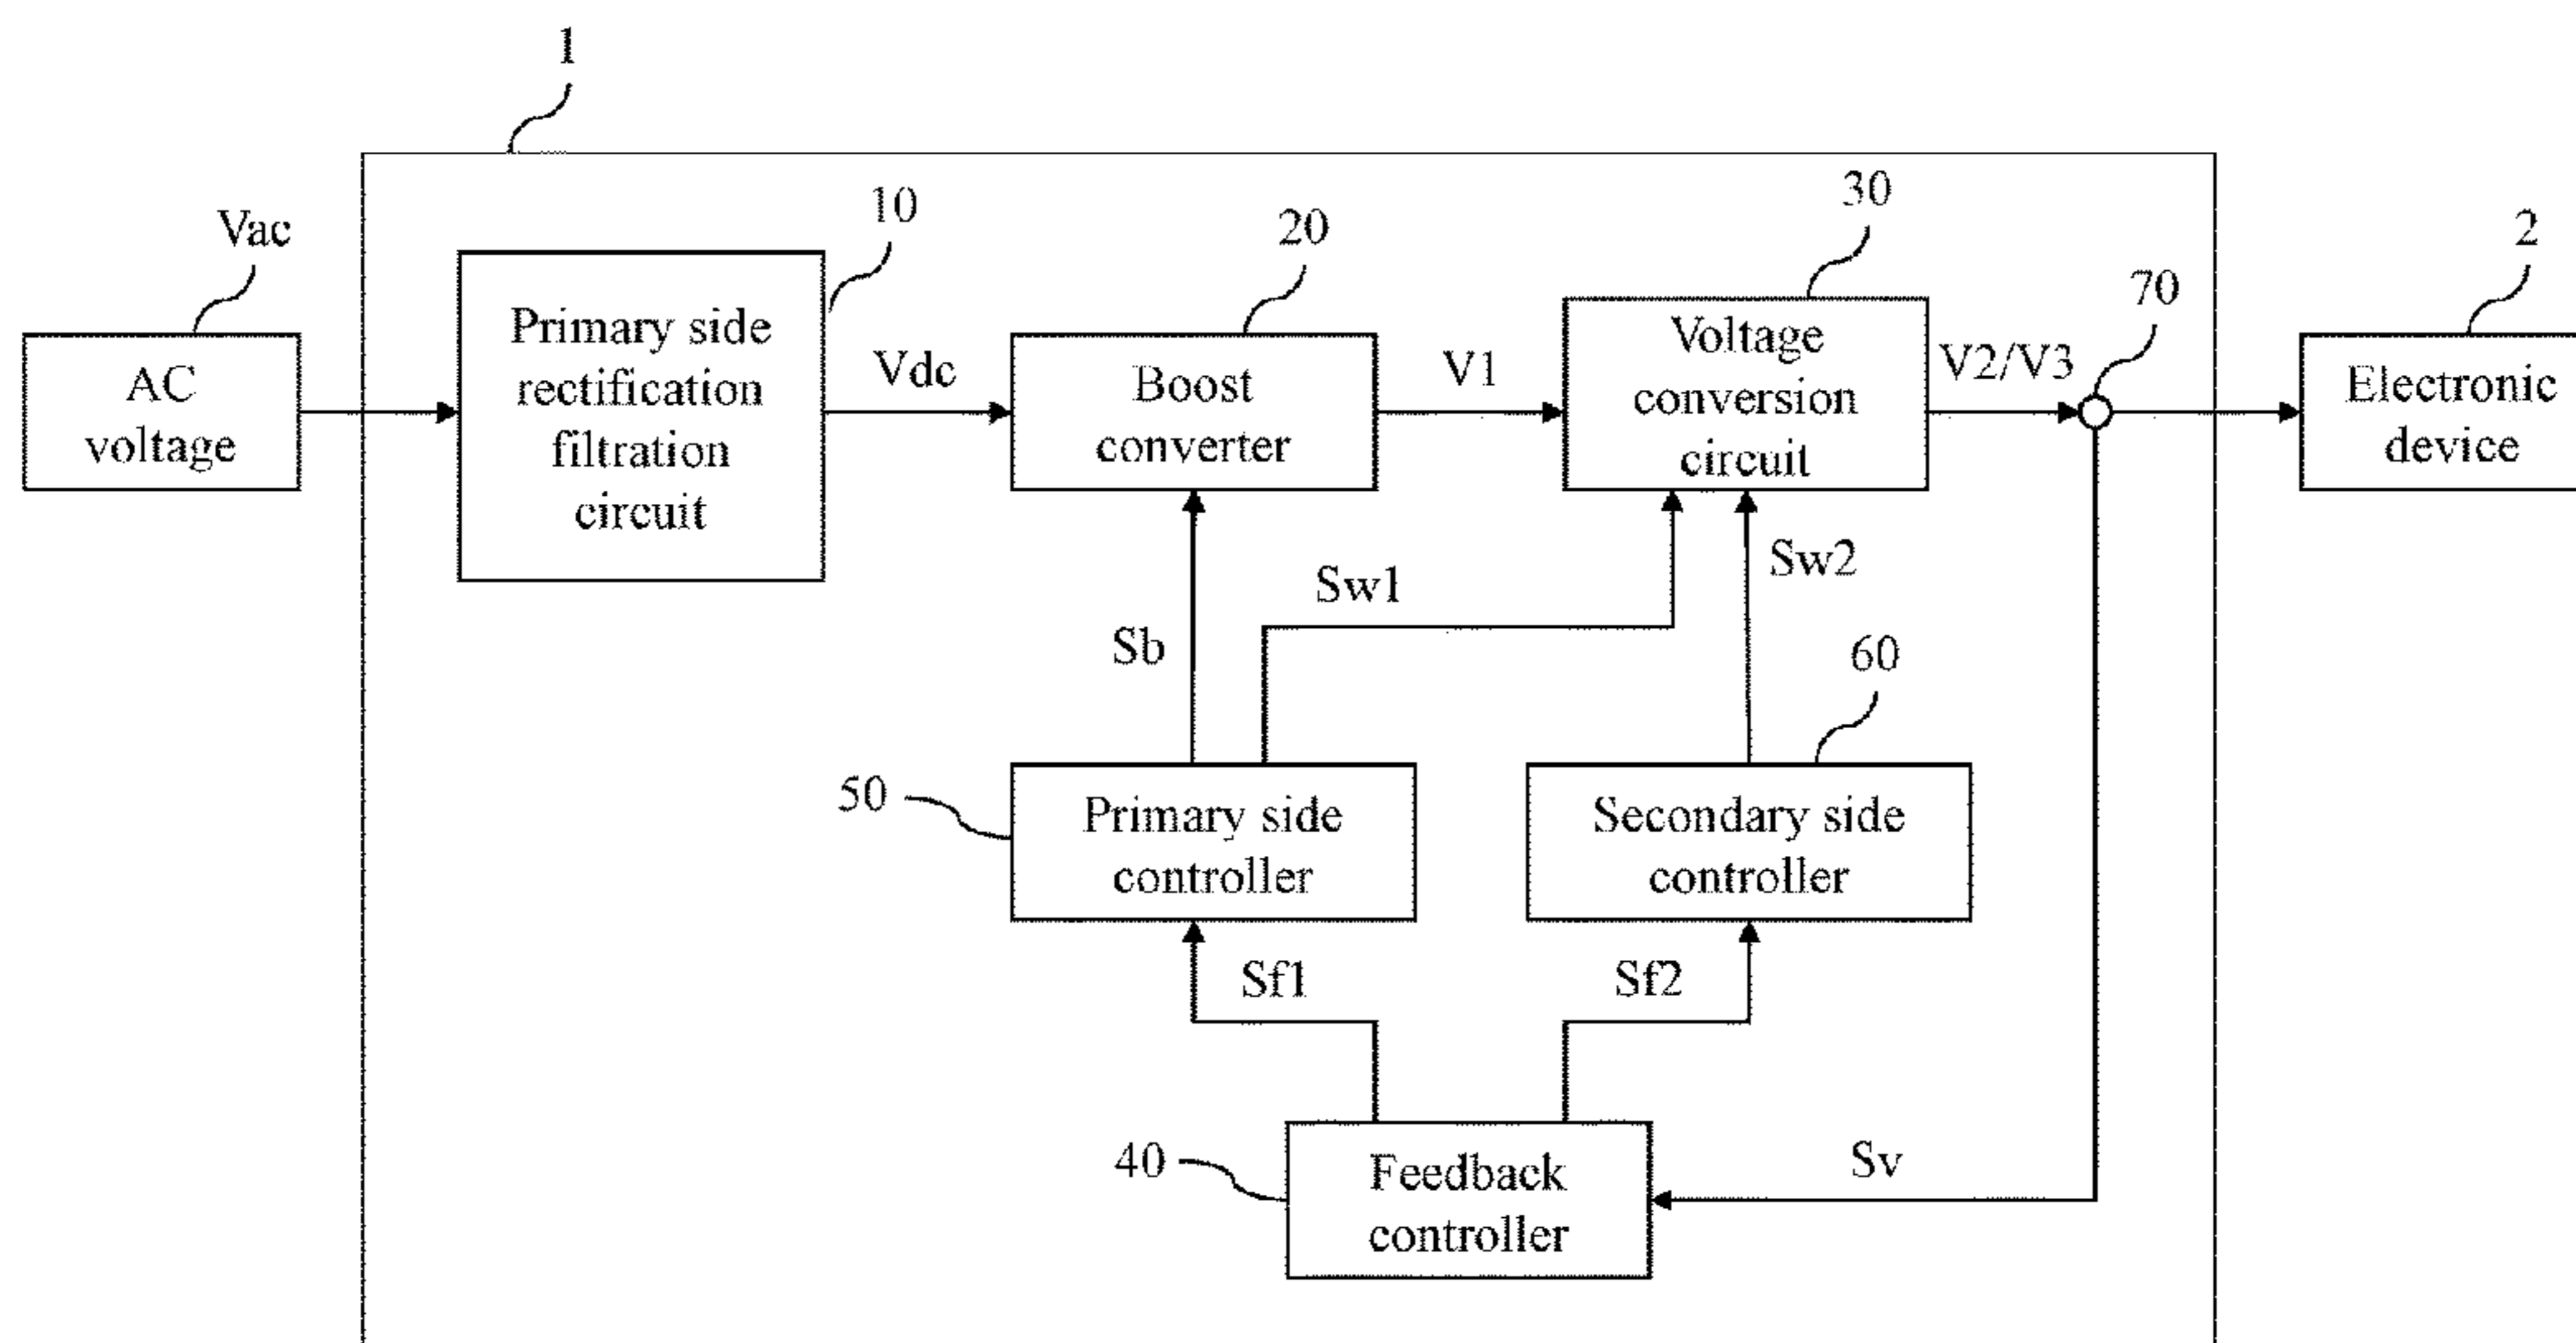 1
Vac
10
20
30
70
2
AC
voltage
Primary side
rectification
filtration
circuit
Vdc
Boost
converter
V1
Voltage
conversion
circuit
V2/V3
Electronic
device
Sb
Sw1
Sw2
50
60
Primary side
controller
Secondary side
controller
Sf1
Sf2
40
Feedback
controller
Sv